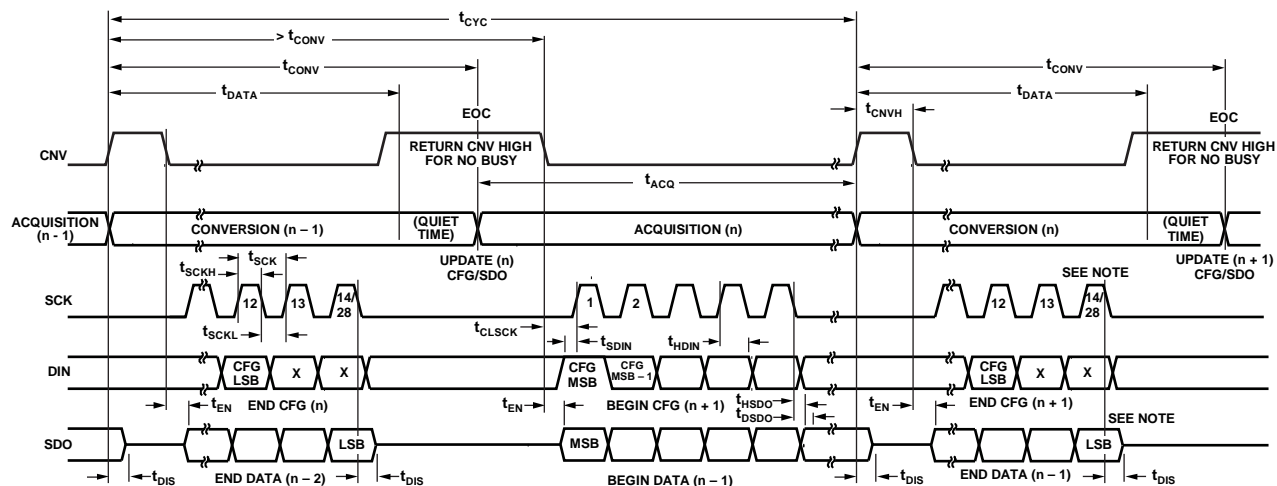 tCYC
> tCONV
tCONV
tCONV
tDATA
tDATA
tCNVH
EOC
EOC
CNV
RETURN CNV HIGH
FOR NO BUSY
RETURN CNV HIGH
FOR NO BUSY
tACQ
ACQUISITION
(n - 1)
CONVERSION (n – 1)
(QUIET
TIME)
ACQUISITION (n)
CONVERSION (n)
(QUIET
TIME)
UPDATE (n)
CFG/SDO
UPDATE (n + 1)
CFG/SDO
tSCK
tSCKH
SEE NOTE
SCK
12
13
14/
28
1
2
12
13
14/
28
tSCKL
tCLSCK
tSDIN
tHDIN
DIN
CFG
LSB
X
X
CFG
MSB
CFG
MSB – 1
CFG
LSB
X
X
tEN
END CFG (n)
tEN
BEGIN CFG (n + 1)
tHSDO
tDSDO
tEN
END CFG (n + 1)
SEE NOTE
SDO
LSB
MSB
LSB
tDIS
END DATA (n – 2)
tDIS
BEGIN DATA (n – 1)
tDIS
END DATA (n – 1)
tDIS